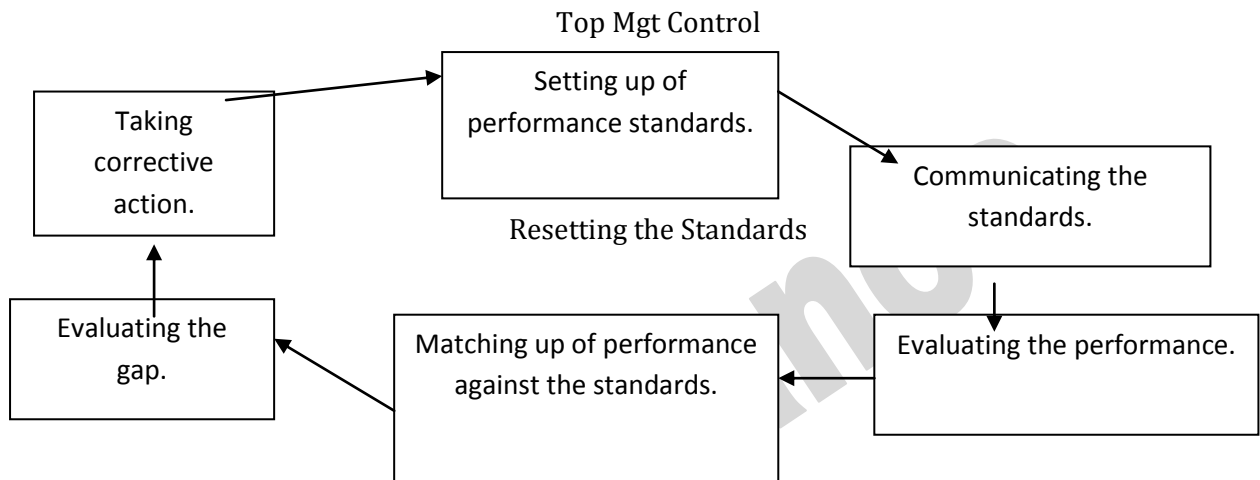 Top Mgt Control
Setting up of
performance standards.
Taking
corrective
action.
Communicating the
standards.
Resetting the Standards
Evaluating the
gap.
Matching up of performance
against the standards.
Evaluating the performance.